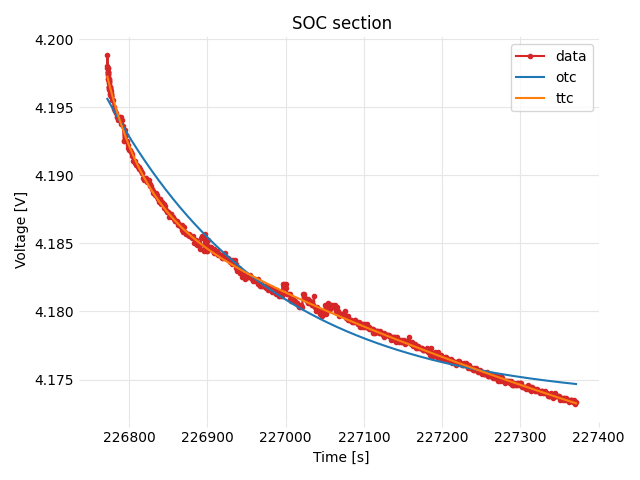 SOC section
4.200
4.195
4.190
4.185
4.180
4.175
Voltage [V]
data
otc
ttc
226800 226900 227000 227100 227200 227300 227400
Time [s]